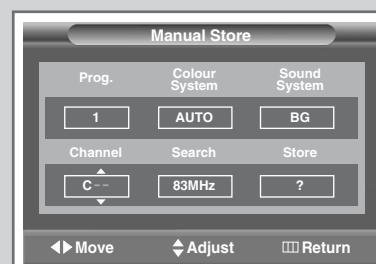 Manual Store
Prog. Colour System Sound System
1 AUTO BG
Channel Search Store
C-- 83MHz ?
Move Adjust Return